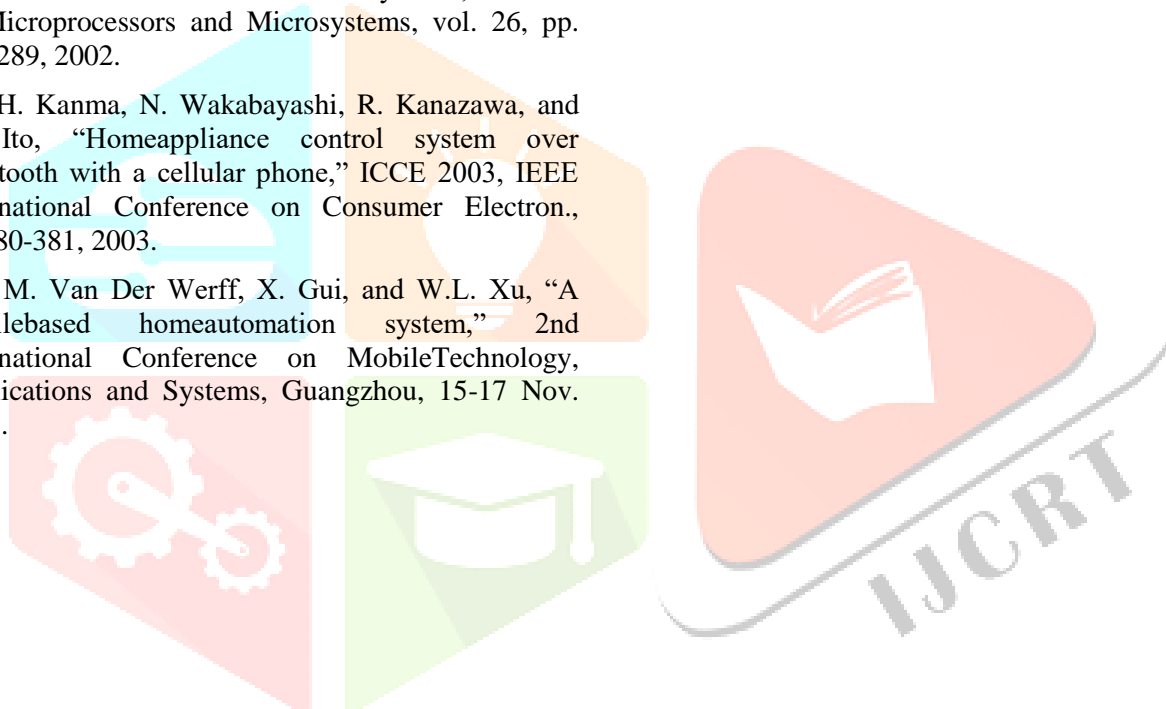 Microprocessors and Microsystems, vol. 26, pp.
289, 2002.
H. Kanma, N. Wakabayashi, R. Kanazawa, and
Ito, “Homeappliance control system over
tooth with a cellular phone,” ICCE 2003, IEEE
national Conference on Consumer Electron.,
80-381, 2003.
M. Van Der Werff, X. Gui, and W.L. Xu, “A
lebased homeautomation system,” 2nd
national Conference on MobileTechnology,
lications and Systems, Guangzhou, 15-17 Nov.
.
IJCRT